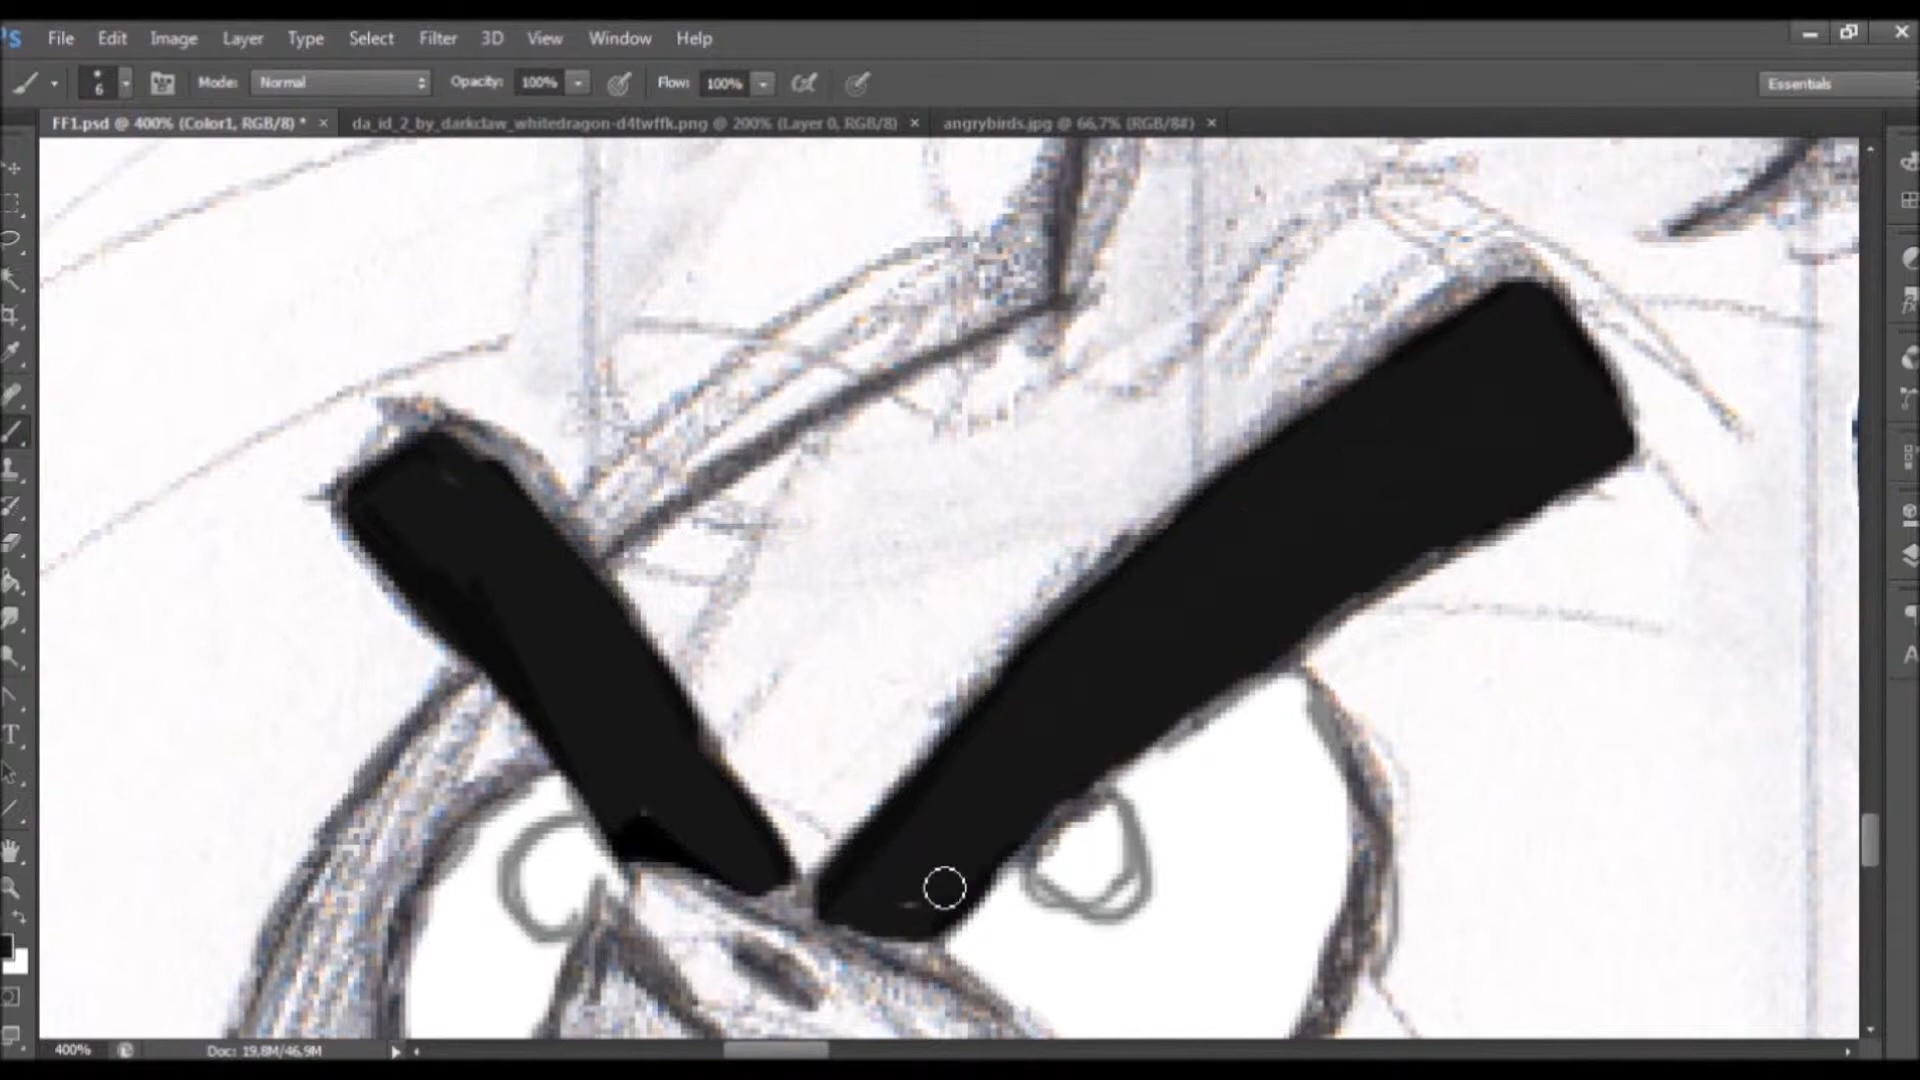 PS File Edit Image Layer Type Select Filter 3D View Window Help
6 Mode: Normal Opacity: 100% Flow: 100% Essentials
FF1.psd @ 400% (Color1, RGB/8) * × da_id_2_by_darkclaw_whitedragon-d4twffk.png @ 200% (Layer 0, RGB/8) × angrybirds.jpg @ 66,7% (RGB/8#) ×
400% Doc: 19,8M/46,9M